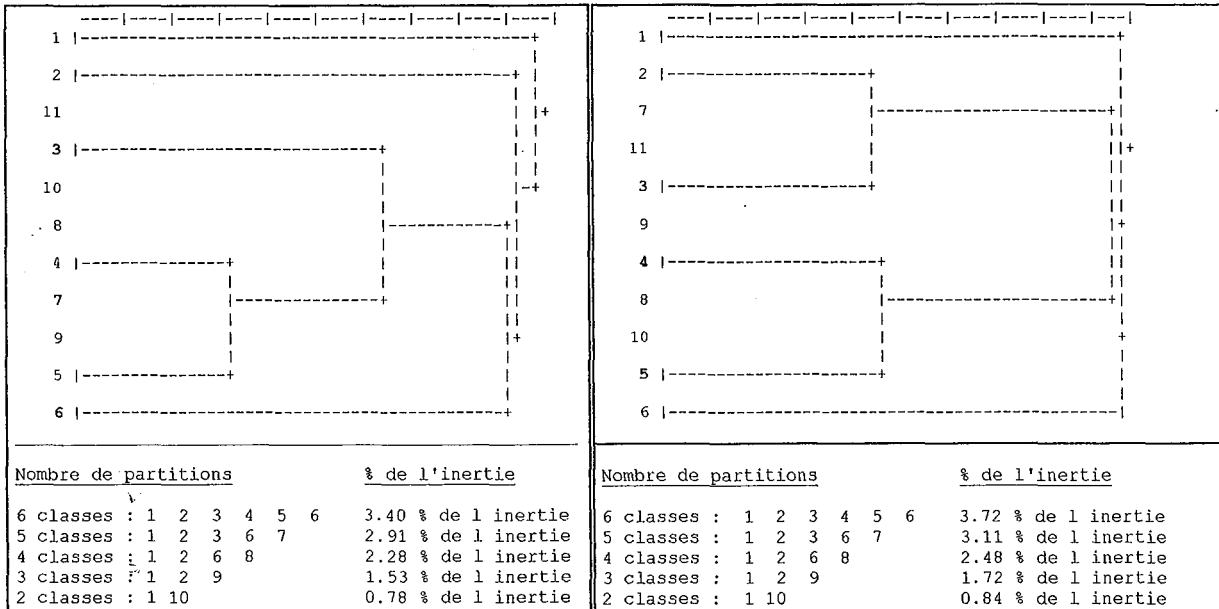 ----|----|----|----|----|----|----|----|----|----|
1 |------------------------------------------------+
2 |----------------------------------------------+
11
3 |--------------------------------+
10
8
4 |----------------+
7
9
5 |----------------+
6 |---------------------------------------------+
Nombre de partitions % de l'inertie
6 classes : 1 2 3 4 5 6 3.40 % de l inertie
5 classes : 1 2 3 6 7 2.91 % de l inertie
4 classes : 1 2 6 8 2.28 % de l inertie
3 classes : 1 2 9 1.53 % de l inertie
2 classes : 1 10 0.78 % de l inertie
----|----|----|----|----|----|----|----|----|----|
1 |------------------------------------------------+
2 |---------------------+
7
11
3 |---------------------+
9
4 |----------------------+
8
10
5 |----------------------+
6 |------------------------------------------------|
Nombre de partitions % de l'inertie
6 classes : 1 2 3 4 5 6 3.72 % de l inertie
5 classes : 1 2 3 6 7 3.11 % de l inertie
4 classes : 1 2 6 8 2.48 % de l inertie
3 classes : 1 2 9 1.72 % de l inertie
2 classes : 1 10 0.84 % de l inertie